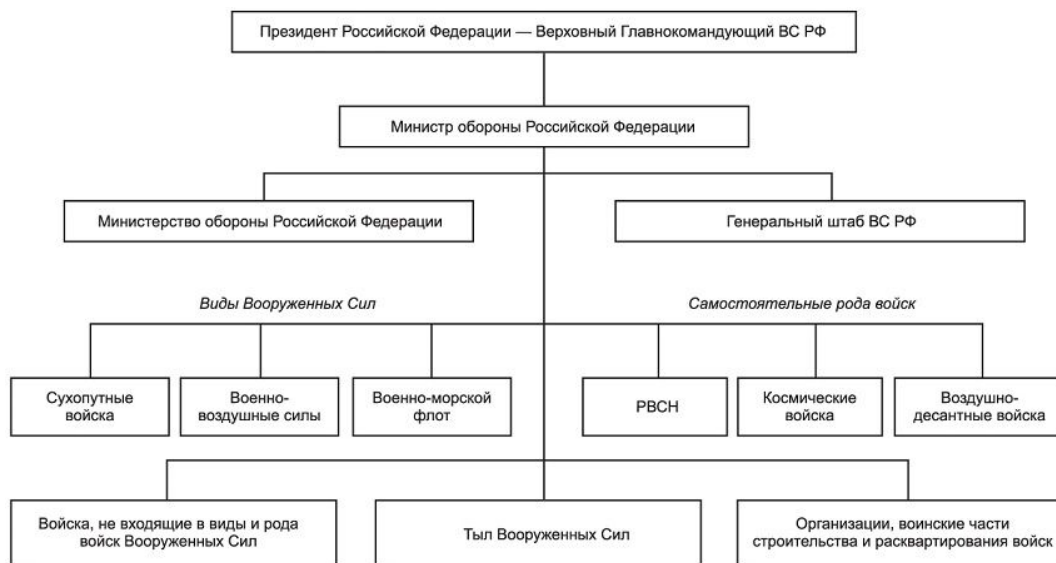 Президент Российской Федерации — Верховный Главнокомандующий ВС РФ
Министр обороны Российской Федерации
Министерство обороны Российской Федерации
Генеральный штаб ВС РФ
Виды Вооруженных Сил
Самостоятельные рода войск
Сухопутные
войска
Военно-
воздушные силы
Военно-морской
флот
РВСН
Космические
войска
Воздушно-
десантные войска
Войска, не входящие в виды и рода
войск Вооруженных Сил
Тыл Вооруженных Сил
Организации, воинские части
строительства и расквартирования войск